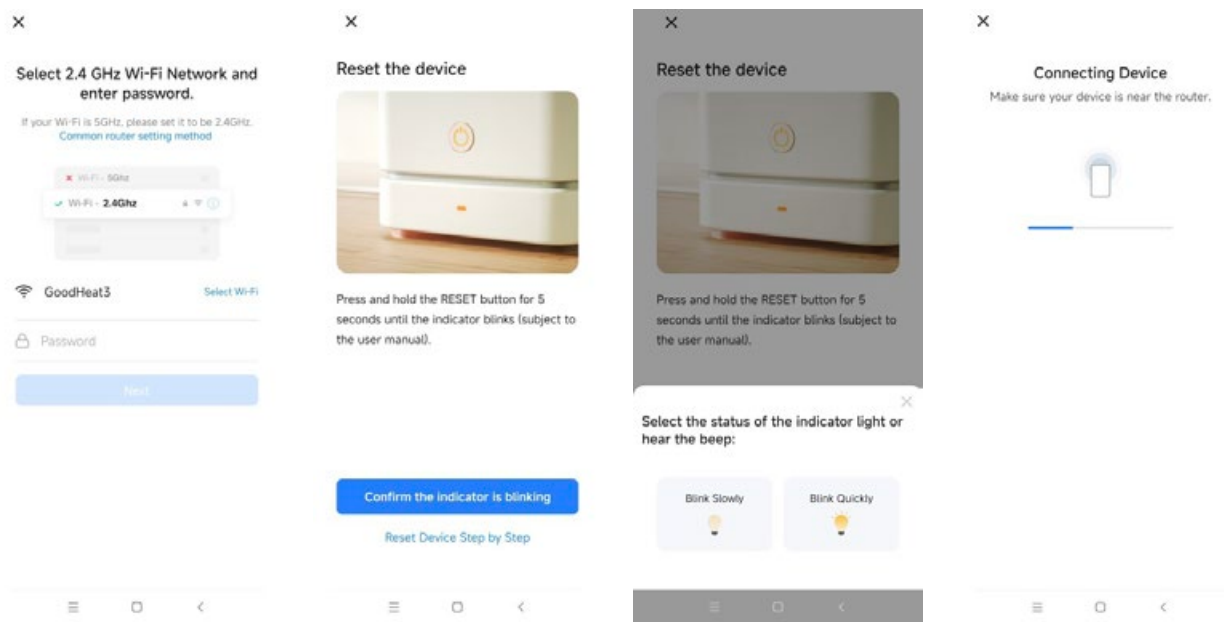 Select 2.4 GHz Wi-Fi Network and
enter password.
If your Wi-Fi is 5GHz, please set it to be 2.4GHz.
Common router setting method
Wi-Fi - 5Ghz
Wi-Fi - 2.4Ghz
GoodHeat3
Select Wi-Fi
Password
Next
Reset the device
Press and hold the RESET button for 5
seconds until the indicator blinks (subject to
the user manual).
Confirm the indicator is blinking
Reset Device Step by Step
Reset the device
Press and hold the RESET button for 5
seconds until the indicator blinks (subject to
the user manual).
Select the status of the indicator light or
hear the beep:
Blink Slowly
Blink Quickly
Connecting Device
Make sure your device is near the router.